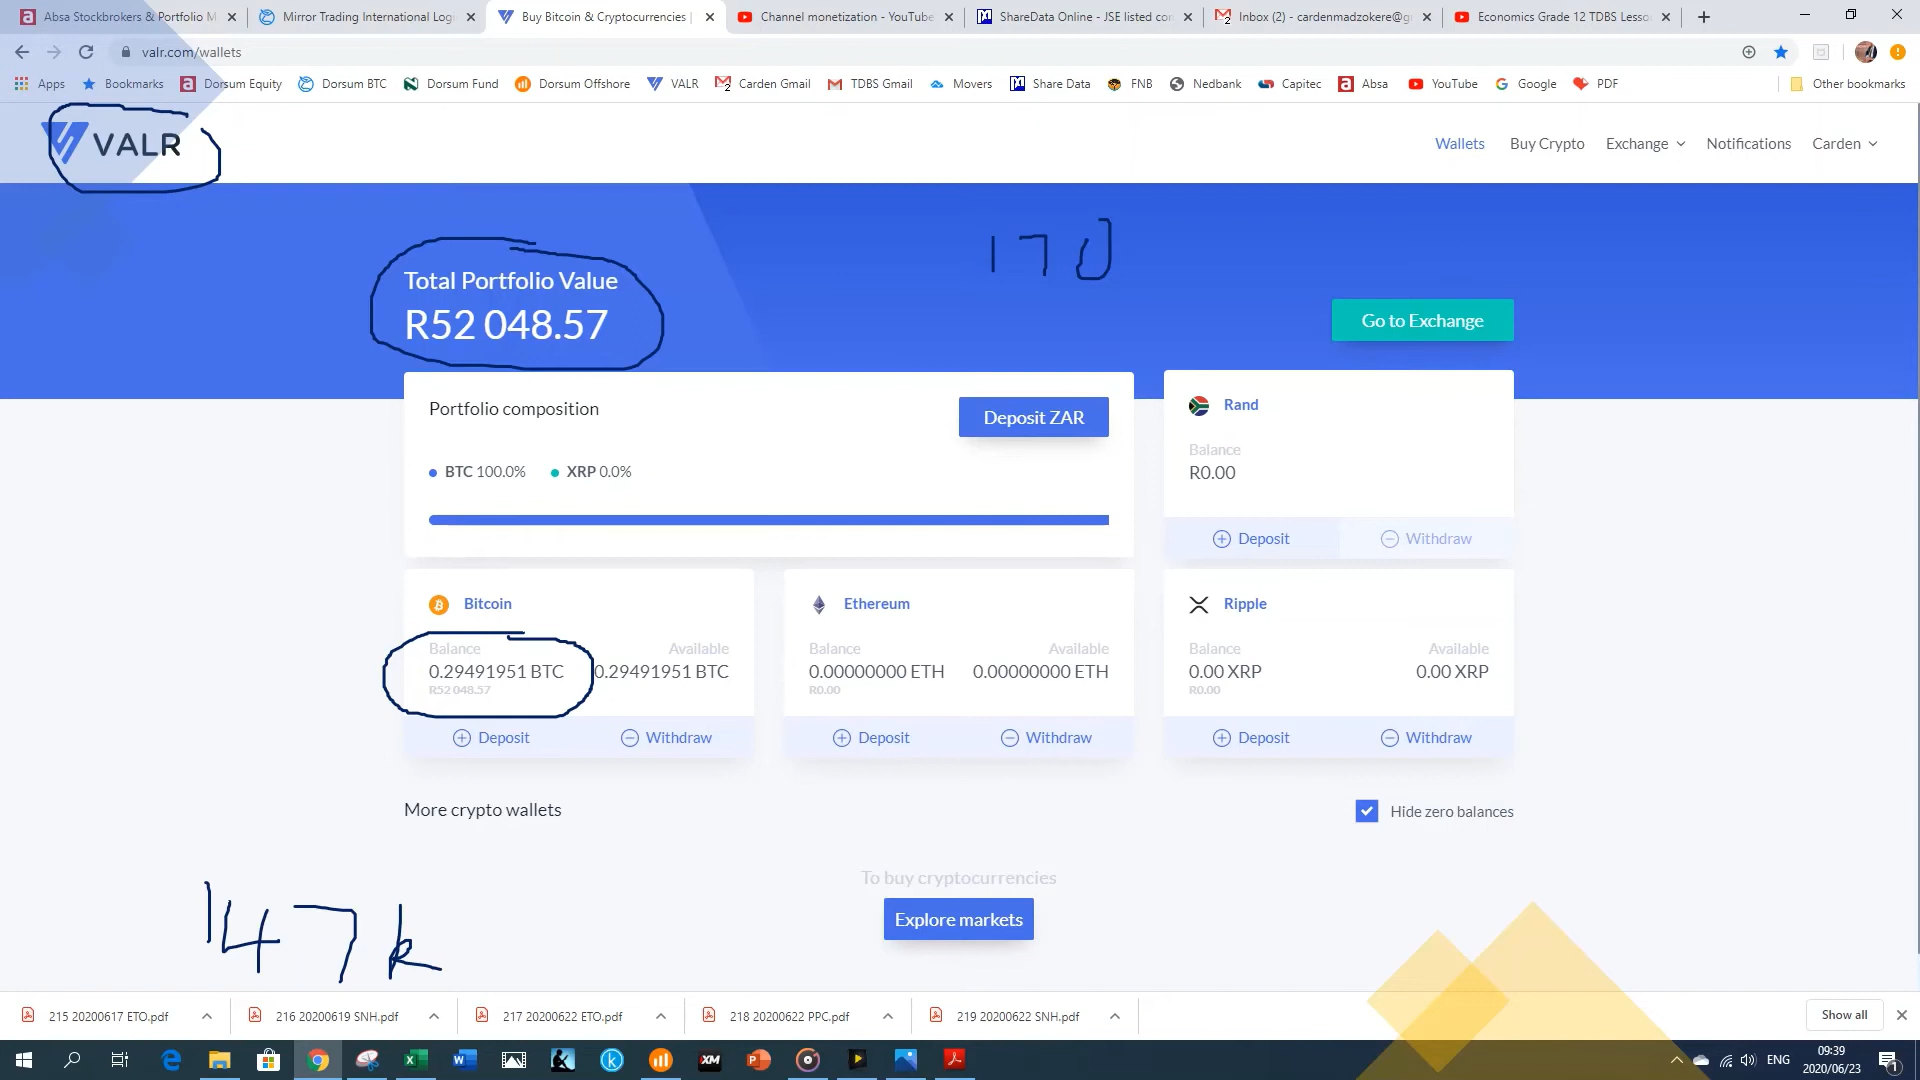 Absa Stockbrokers & Portfolio M
Mirror Trading International Logi
Buy Bitcoin & Cryptocurrencies |
Channel monetization - YouTube
ShareData Online - JSE listed con
Inbox (2) - cardenmadzokere@g
Economics Grade 12 TDBS Lesso
valr.com/wallets
Apps Bookmarks Dorsum Equity Dorsum BTC Dorsum Fund Dorsum Offshore VALR Carden Gmail TDBS Gmail Movers Share Data FNB Nedbank Capitec Absa YouTube Google PDF Other bookmarks
VALR
Wallets Buy Crypto Exchange Notifications Carden
170
Total Portfolio Value
R52 048.57
Go to Exchange
Portfolio composition
Deposit ZAR
BTC 100.0% XRP 0.0%
Rand
Balance
R0.00
Deposit Withdraw
Bitcoin
Balance Available
0.29491951 BTC 0.29491951 BTC
R52 048.57
Deposit Withdraw
Ethereum
Balance Available
0.00000000 ETH 0.00000000 ETH
R0.00
Deposit Withdraw
Ripple
Balance Available
0.00 XRP 0.00 XRP
R0.00
Deposit Withdraw
More crypto wallets
Hide zero balances
To buy cryptocurrencies
Explore markets
147k
215 20200617 ETO.pdf 216 20200619 SNH.pdf 217 20200622 ETO.pdf 218 20200622 PPC.pdf 219 20200622 SNH.pdf Show all
ENG
09:39
2020/06/23